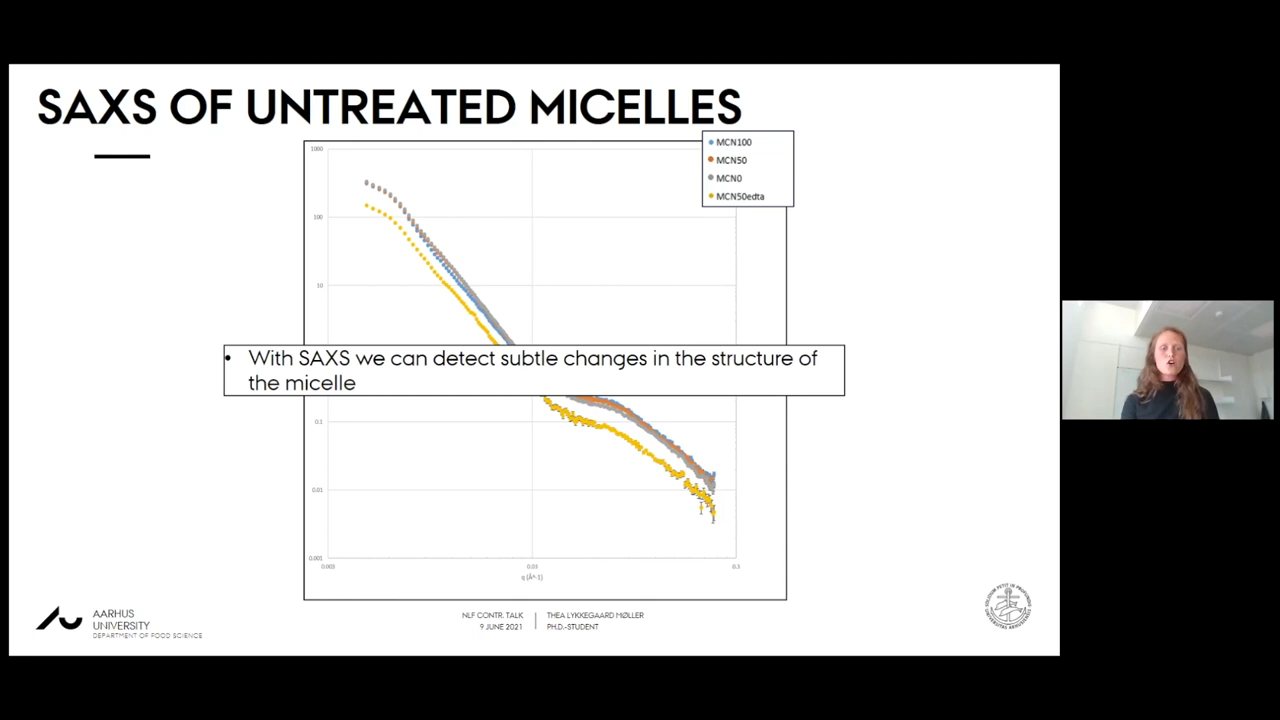 SAXS OF UNTREATED MICELLES
MCN100
MCN50
MCN0
MCN50edta
1000
100
10
• With SAXS we can detect subtle changes in the structure of
the micelle
0.1
0.01
0.001
0.003
0.03
0.3
q [Å^-1]
AARHUS
UNIVERSITY
DEPARTMENT OF FOOD SCIENCE
NLF CONTR. TALK
9 JUNE 2021
THEA LYKKEGAARD MØLLER
PH.D.-STUDENT